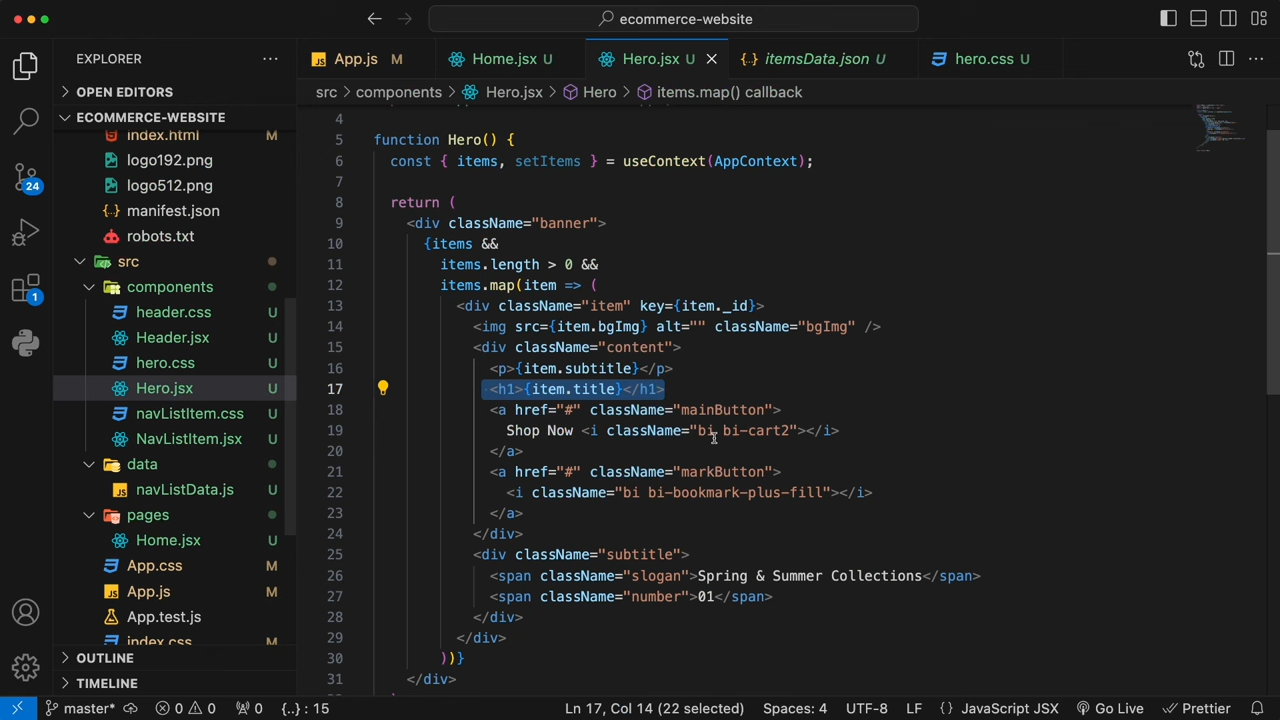 ecommerce-website
EXPLORER
App.js M
Home.jsx U
Hero.jsx U
itemsData.json U
hero.css U
OPEN EDITORS
src > components > Hero.jsx > Hero > items.map() callback
ECOMMERCE-WEBSITE
index.html M
logo192.png
logo512.png
manifest.json
robots.txt
src
components
header.css U
Header.jsx U
hero.css U
Hero.jsx U
navListItem.css U
NavListItem.jsx U
data
navListData.js U
pages
Home.jsx U
App.css M
App.js M
App.test.js
index.css M
OUTLINE
TIMELINE
24
1
4
5 function Hero() {
6 const { items, setItems } = useContext(AppContext);
7
8 return (
9 <div className="banner">
10 {items &&
11 items.length > 0 &&
12 items.map(item => (
13 <div className="item" key={item._id}>
14 <img src={item.bgImg} alt="" className="bgImg" />
15 <div className="content">
16 <p>{item.subtitle}</p>
17 <h1>{item.title}</h1>
18 <a href="#" className="mainButton">
19 Shop Now <i className="bi bi-cart2"></i>
20 </a>
21 <a href="#" className="markButton">
22 <i className="bi bi-bookmark-plus-fill"></i>
23 </a>
24 </div>
25 <div className="subtitle">
26 <span className="slogan">Spring & Summer Collections</span>
27 <span className="number">01</span>
28 </div>
29 </div>
30 ))}
31 </div>
master* 0 0 0 {..} : 15 Ln 17, Col 14 (22 selected) Spaces: 4 UTF-8 LF {} JavaScript JSX Go Live Prettier